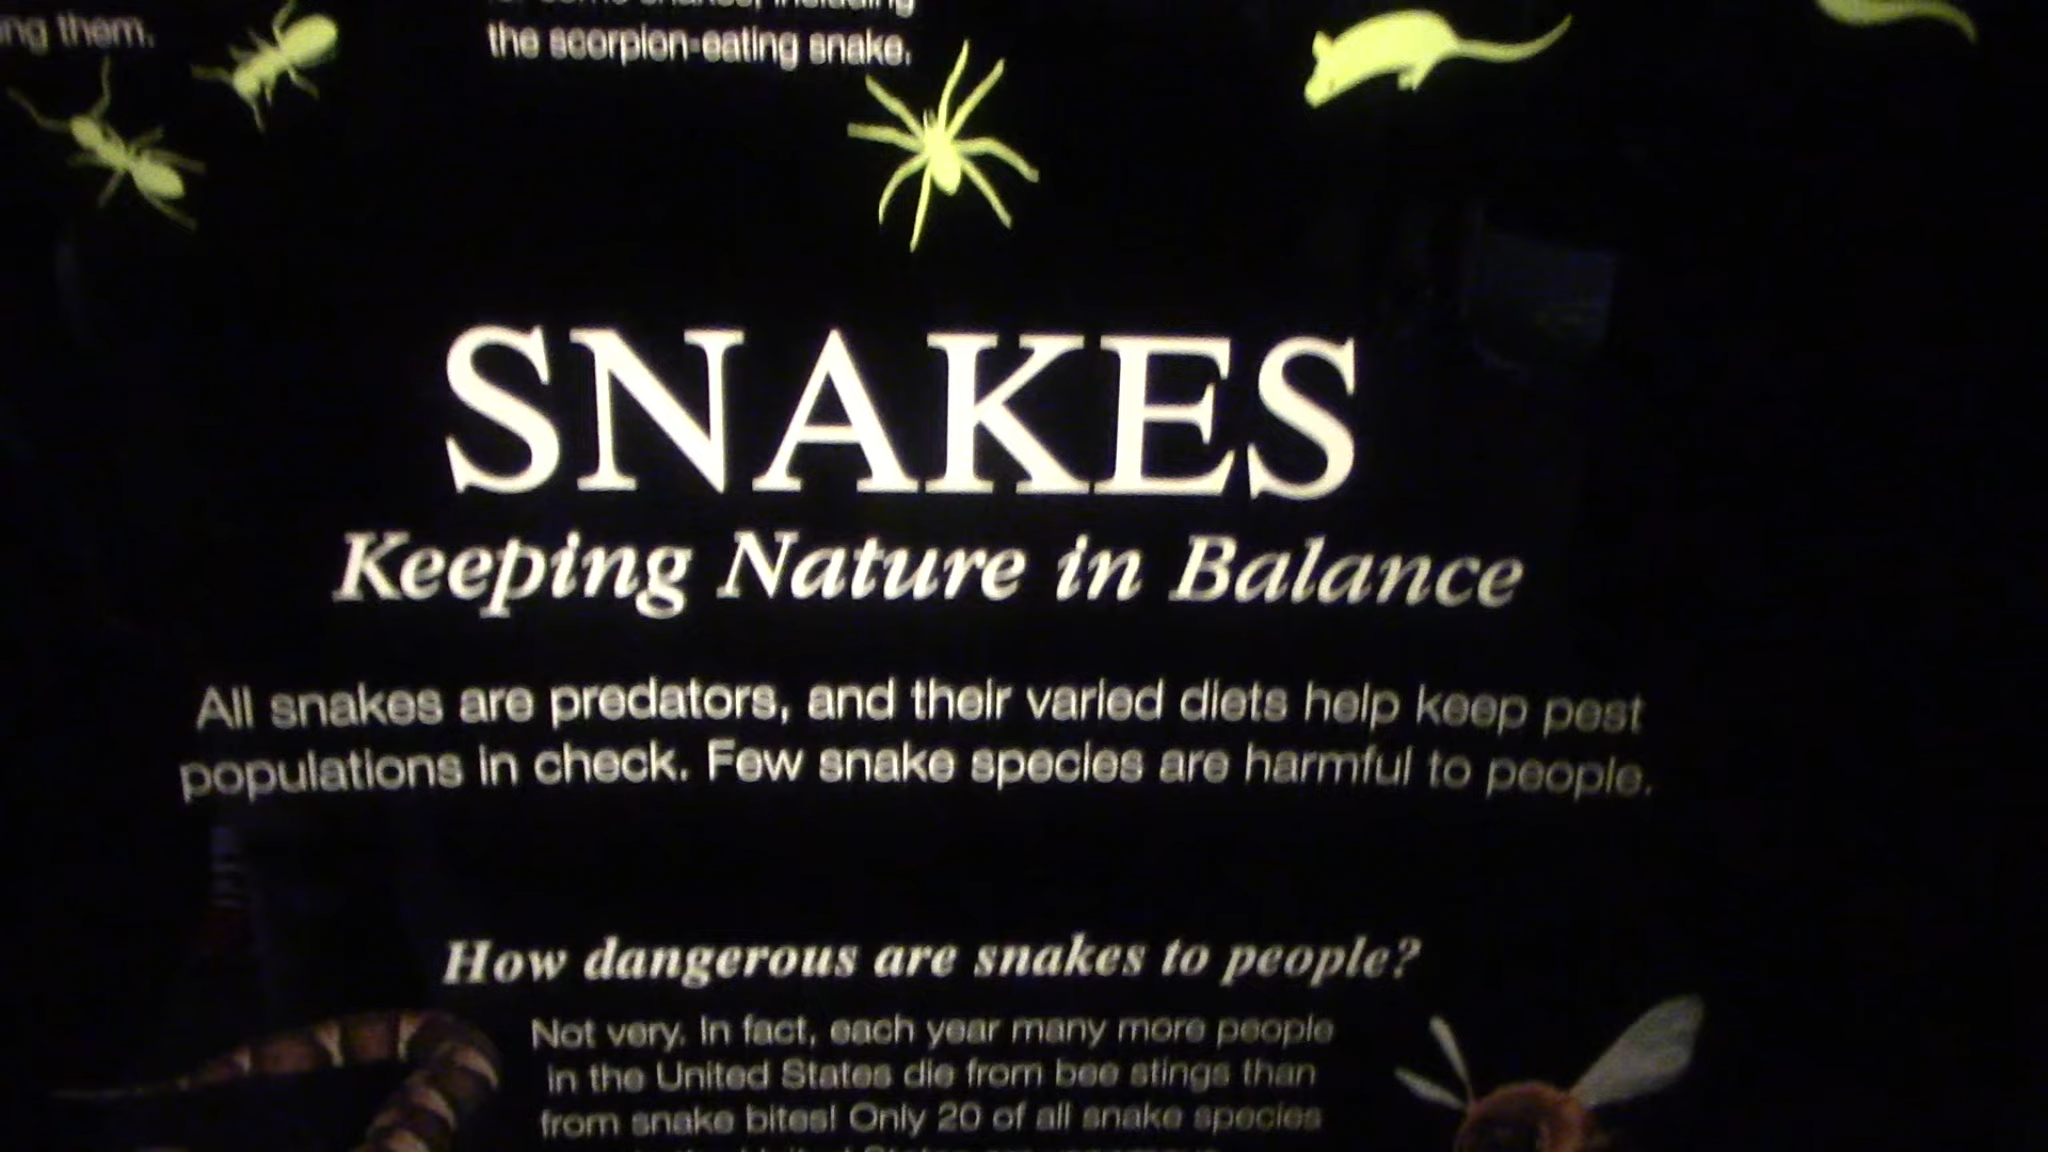 ing them.
the scorpion-eating snake.
SNAKES
Keeping Nature in Balance
All snakes are predators, and their varied diets help keep pest
populations in check. Few snake species are harmful to people.
How dangerous are snakes to people?
Not very. In fact, each year many more people
in the United States die from bee stings than
from snake bites! Only 20 of all snake species